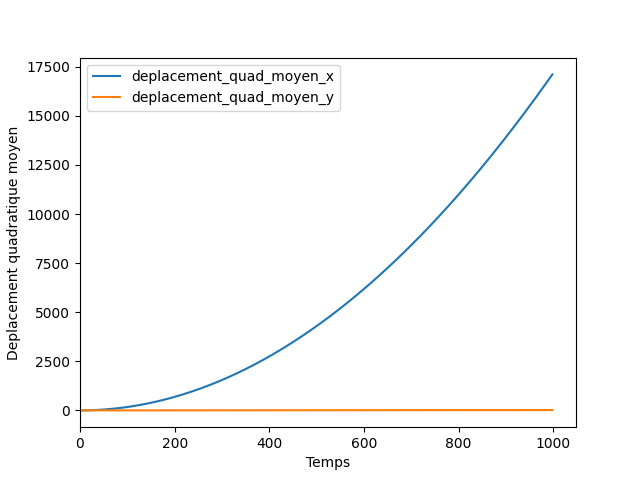 deplacement_quad_moyen_x
deplacement_quad_moyen_y
17500
15000
12500
10000
7500
5000
2500
0
Deplacement quadratique moyen
0 200 400 600 800 1000
Temps